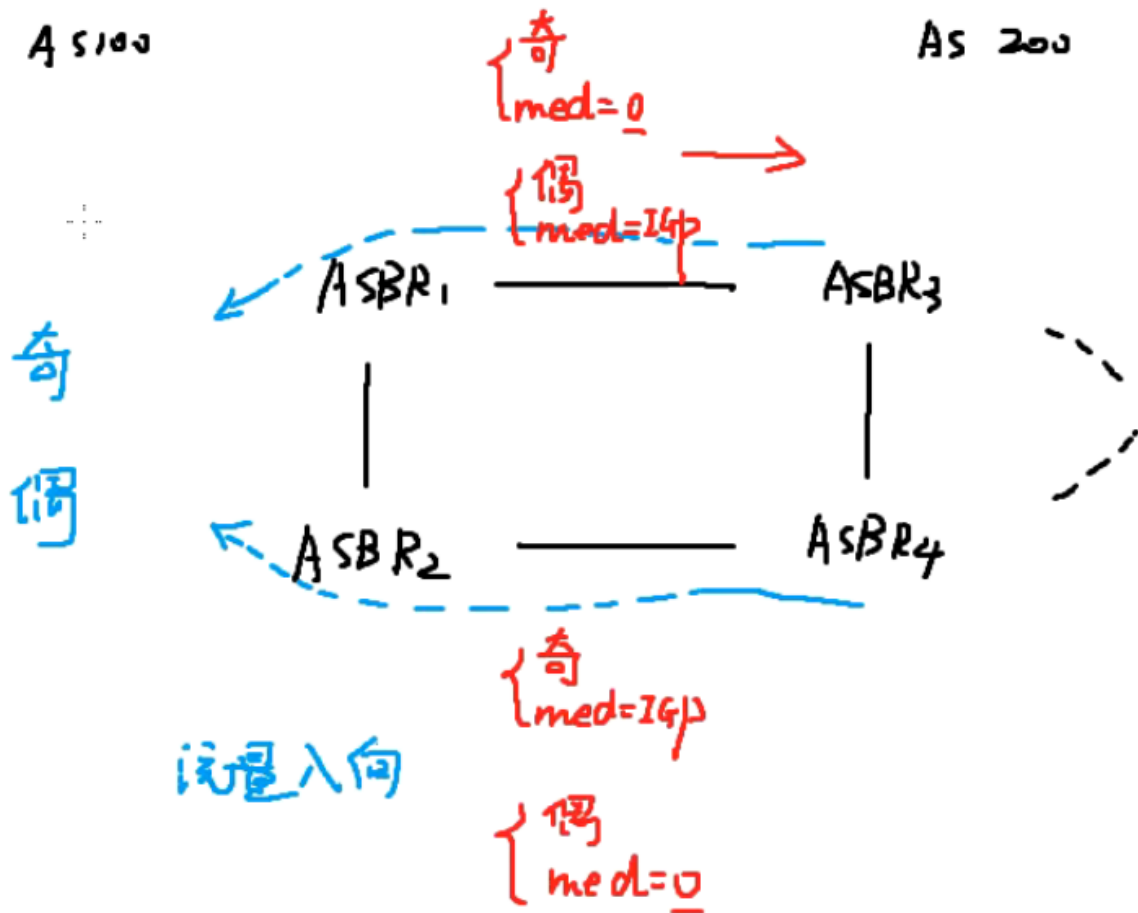 AS100
AS 200
奇
med=0
偶
med=IGP
ASBR1
ASBR3
奇
偶
ASBR2
ASBR4
奇
med=IGP
流量入向
偶
med=0